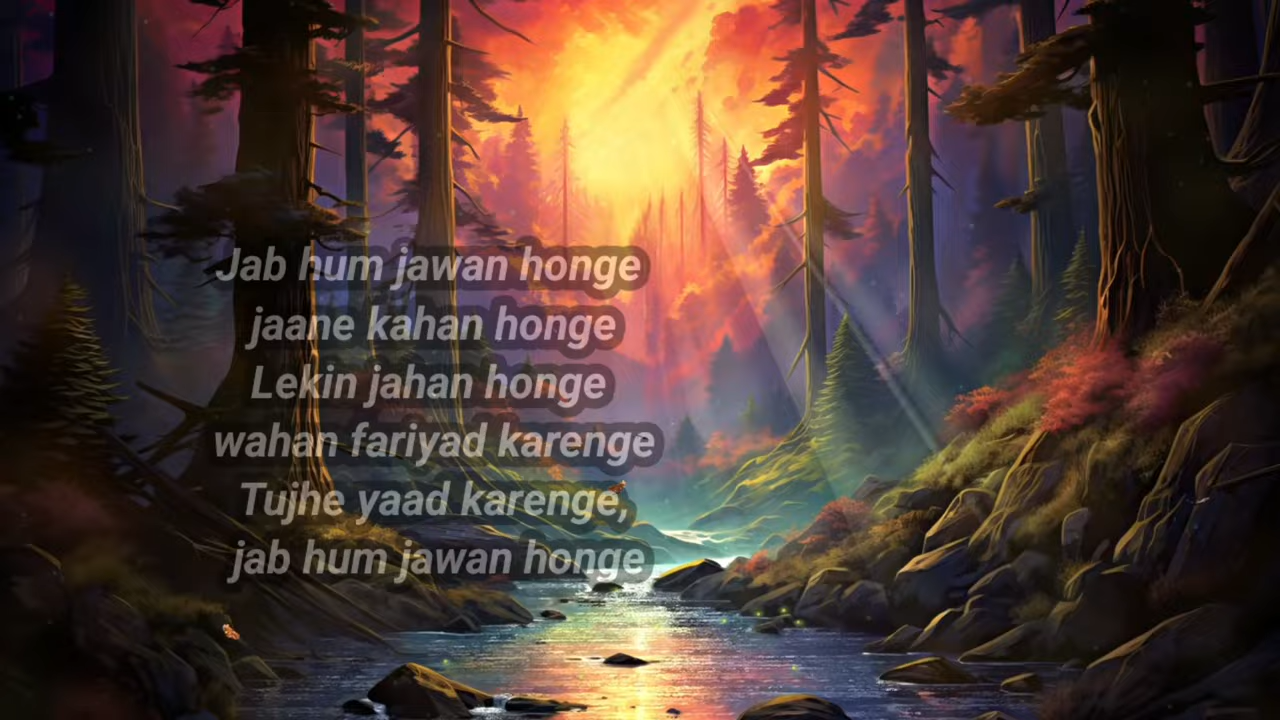 Jab hum jawan honge
jaane kahan honge
Lekin jahan honge
wahan fariyad karenge
Tujhe yaad karenge,
jab hum jawan honge